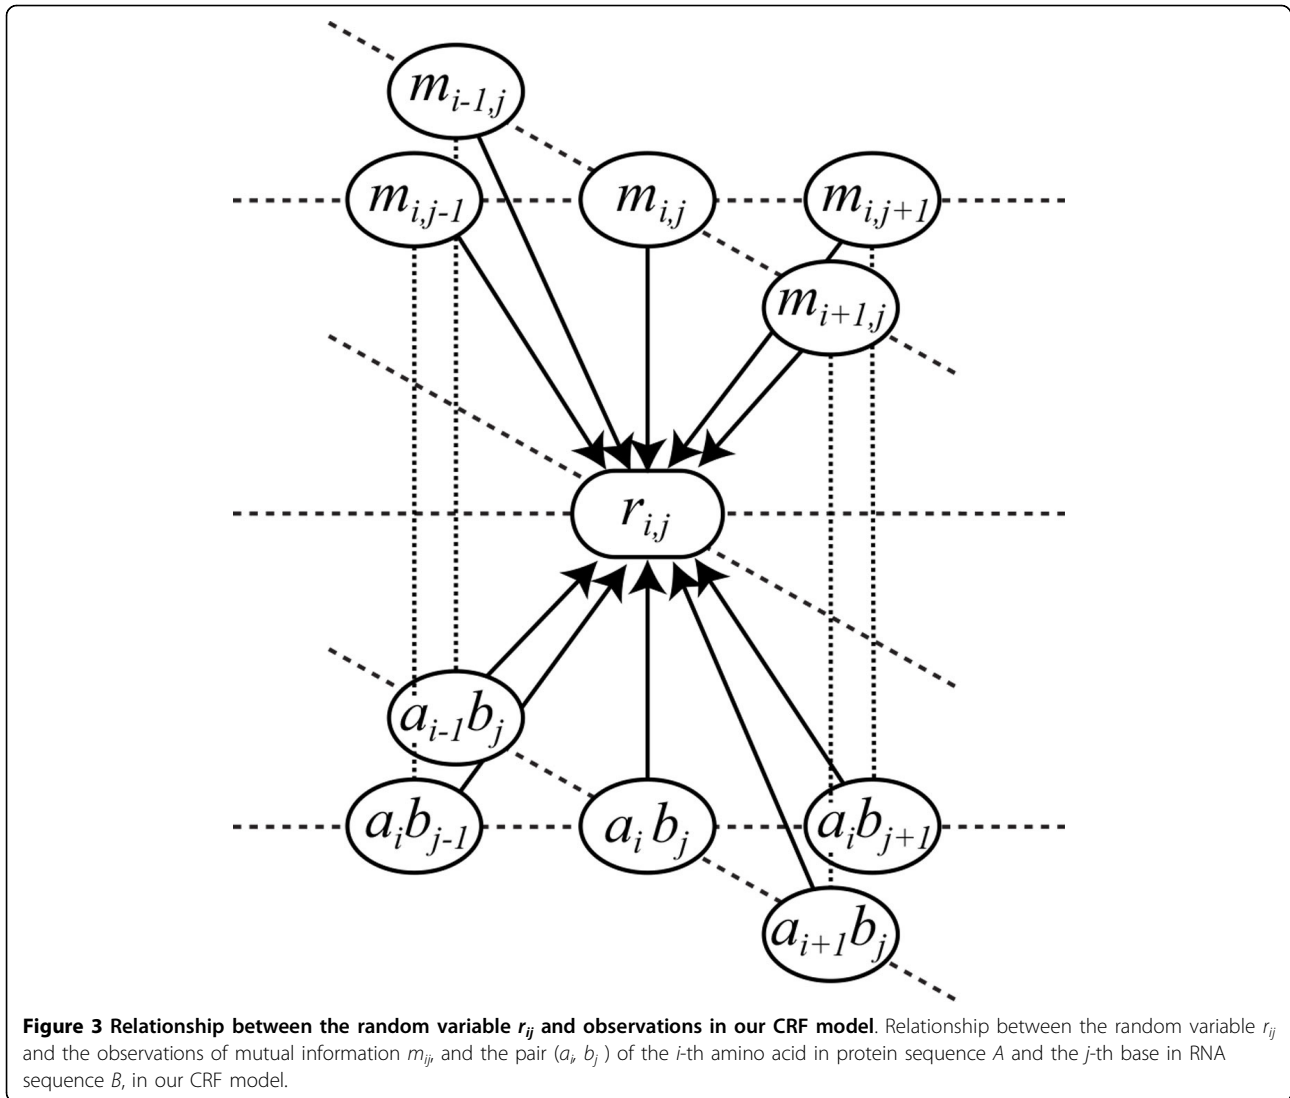 m_{i-1,j}
m_{i,j-1} m_{i,j} m_{i,j+1}
m_{i+1,j}
r_{i,j}
a_{i-1}b_j
a_ib_{j-1} a_i b_j a_ib_{j+1}
a_{i+1}b_j
Figure 3 Relationship between the random variable r_{ij} and observations in our CRF model. Relationship between the random variable r_{ij}
and the observations of mutual information m_{ij}, and the pair (a_i, b_j ) of the i-th amino acid in protein sequence A and the j-th base in RNA
sequence B, in our CRF model.